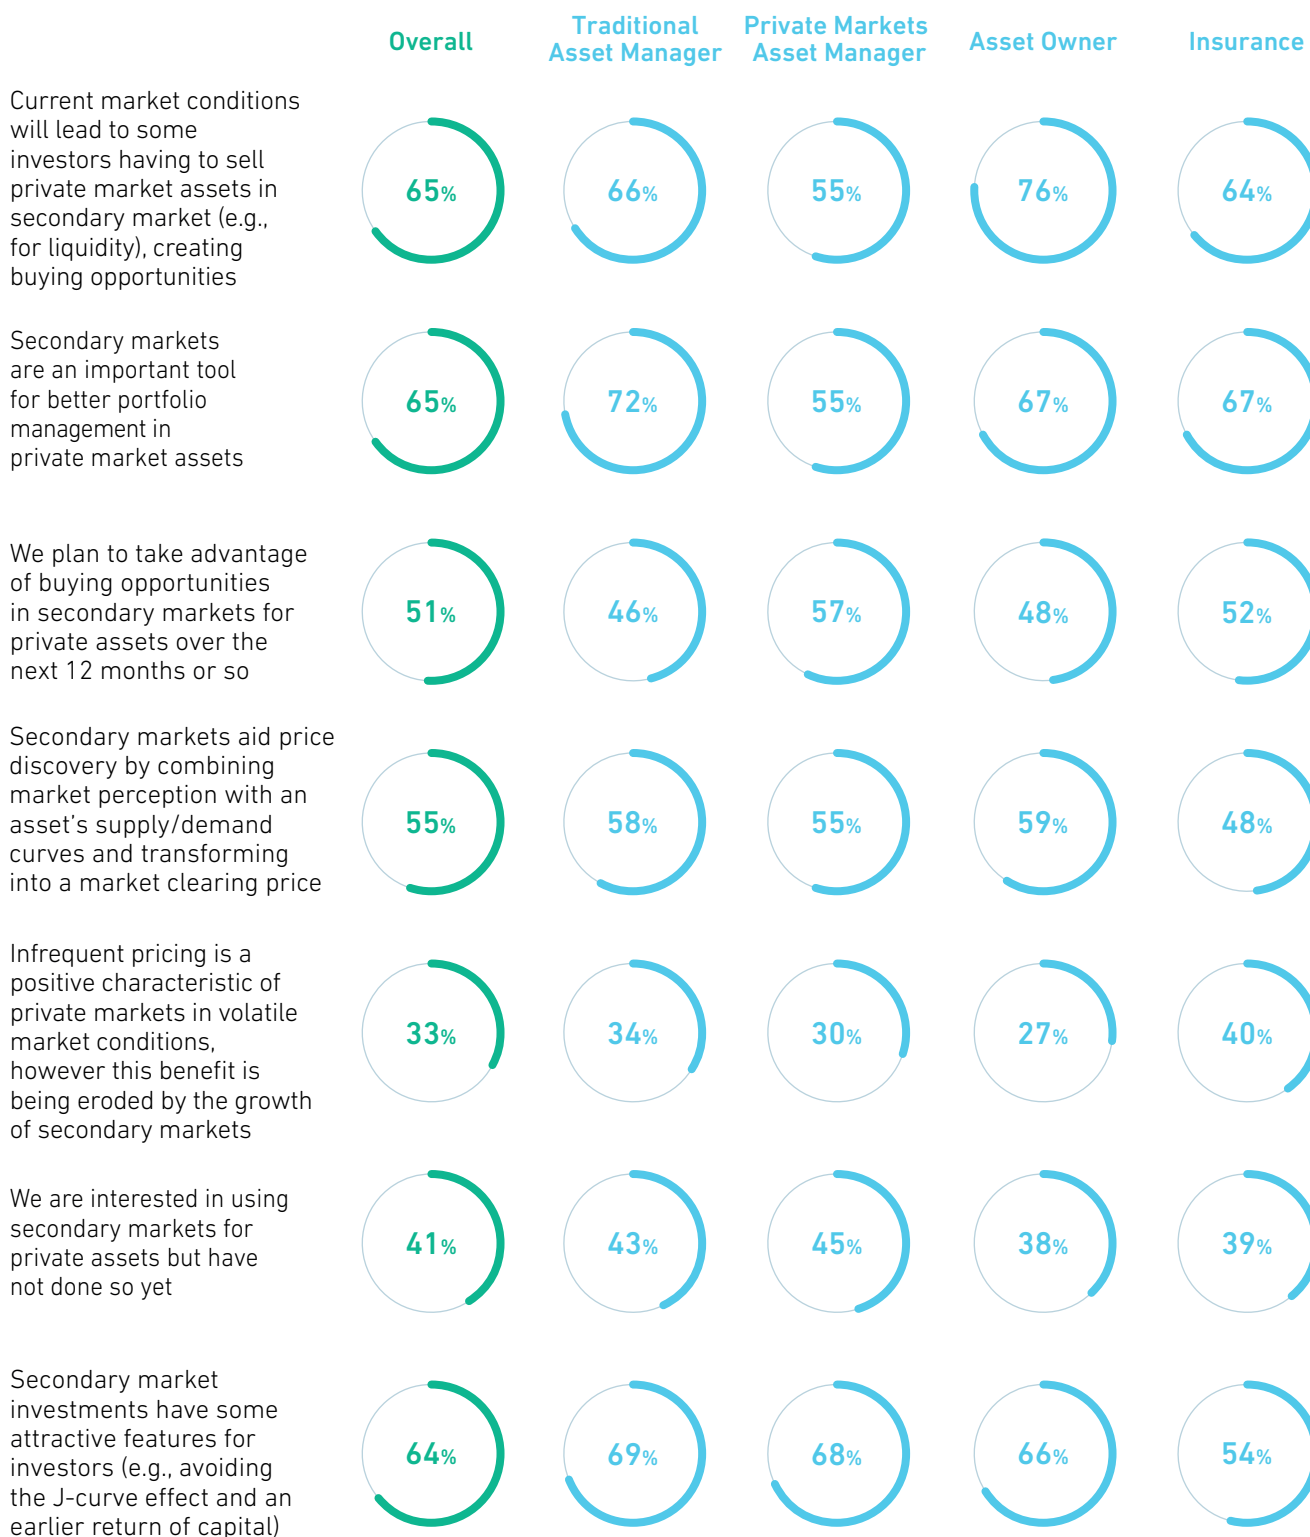 Overall
Traditional
Asset Manager
Private Markets
Asset Manager
Asset Owner
Insurance
Current market conditions
will lead to some
investors having to sell
private market assets in
secondary market (e.g.,
for liquidity), creating
buying opportunities
65%
66%
55%
76%
64%
Secondary markets
are an important tool
for better portfolio
management in
private market assets
65%
72%
55%
67%
67%
We plan to take advantage
of buying opportunities
in secondary markets for
private assets over the
next 12 months or so
51%
46%
57%
48%
52%
Secondary markets aid price
discovery by combining
market perception with an
asset's supply/demand
curves and transforming
into a market clearing price
55%
58%
55%
59%
48%
Infrequent pricing is a
positive characteristic of
private markets in volatile
market conditions,
however this benefit is
being eroded by the growth
of secondary markets
33%
34%
30%
27%
40%
We are interested in using
secondary markets for
private assets but have
not done so yet
41%
43%
45%
38%
39%
Secondary market
investments have some
attractive features for
investors (e.g., avoiding
the J-curve effect and an
earlier return of capital)
64%
69%
68%
66%
54%